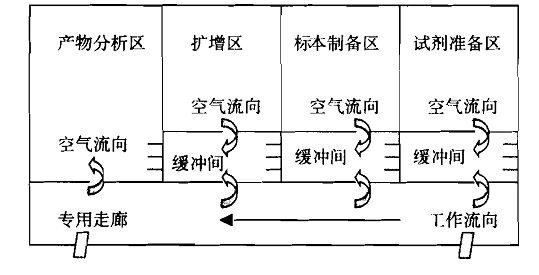 产物分析区 扩增区 标本制备区 试剂准备区
空气流向 空气流向 空气流向
空气流向
缓冲间 缓冲间 缓冲间
专用走廊 工作流向